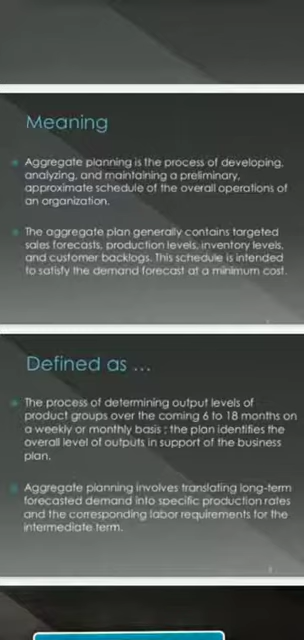 Meaning
Aggregate planning is the process of developing,
analyzing, and maintaining a preliminary,
approximate schedule of the overall operations of
an organization.
The aggregate plan generally contains targeted
sales forecasts, production levels, inventory levels,
and customer backlogs. This schedule is intended
to satisfy the demand forecast at a minimum cost.
Defined as ...
The process of determining output levels of
product groups over the coming 6 to 18 months on
a weekly or monthly basis ; the plan identifies the
overall level of outputs in support of the business
plan.
Aggregate planning involves translating long-term
forecasted demand into specific production rates
and the corresponding labor requirements for the
intermediate term.